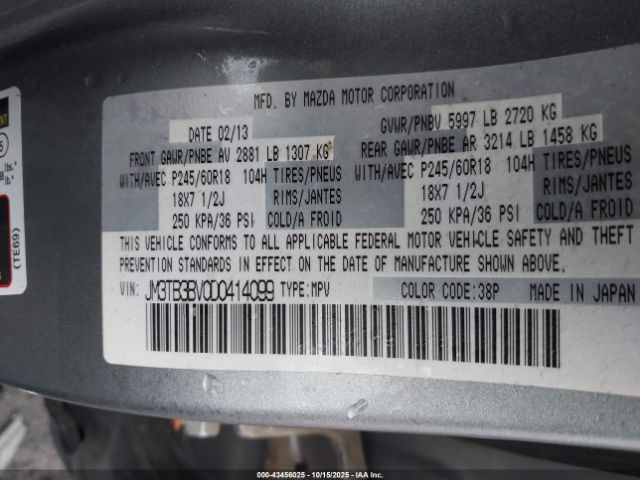 MFD. BY MAZDA MOTOR CORPORATION
DATE 02/13
GVWR/PNBV 5997 LB 2720 KG
FRONT GAWR/PNBE AV 2881 LB 1307 KG
REAR GAWR/PNBE AR 3214 LB 1458 KG
WITH/AVEC P245/60R18 104H TIRES/PNEUS
WITH/AVEC P245/60R18 104H TIRES/PNEUS
18X7 1/2J RIMS/JANTES
18X7 1/2J RIMS/JANTES
250 KPA/36 PSI COLD/A FROID
250 KPA/36 PSI COLD/A FROID
THIS VEHICLE CONFORMS TO ALL APPLICABLE FEDERAL MOTOR VEHICLE SAFETY AND THEFT
PREVENTION STANDARDS IN EFFECT ON THE DATE OF MANUFACTURE SHOWN ABOVE.
VIN: JM3TB3BV0D0414099 TYPE:MPV
COLOR CODE:38P MADE IN JAPAN
(TE69)
lbs.
000-43456025 - 10/15/2025 - IAAI.COM